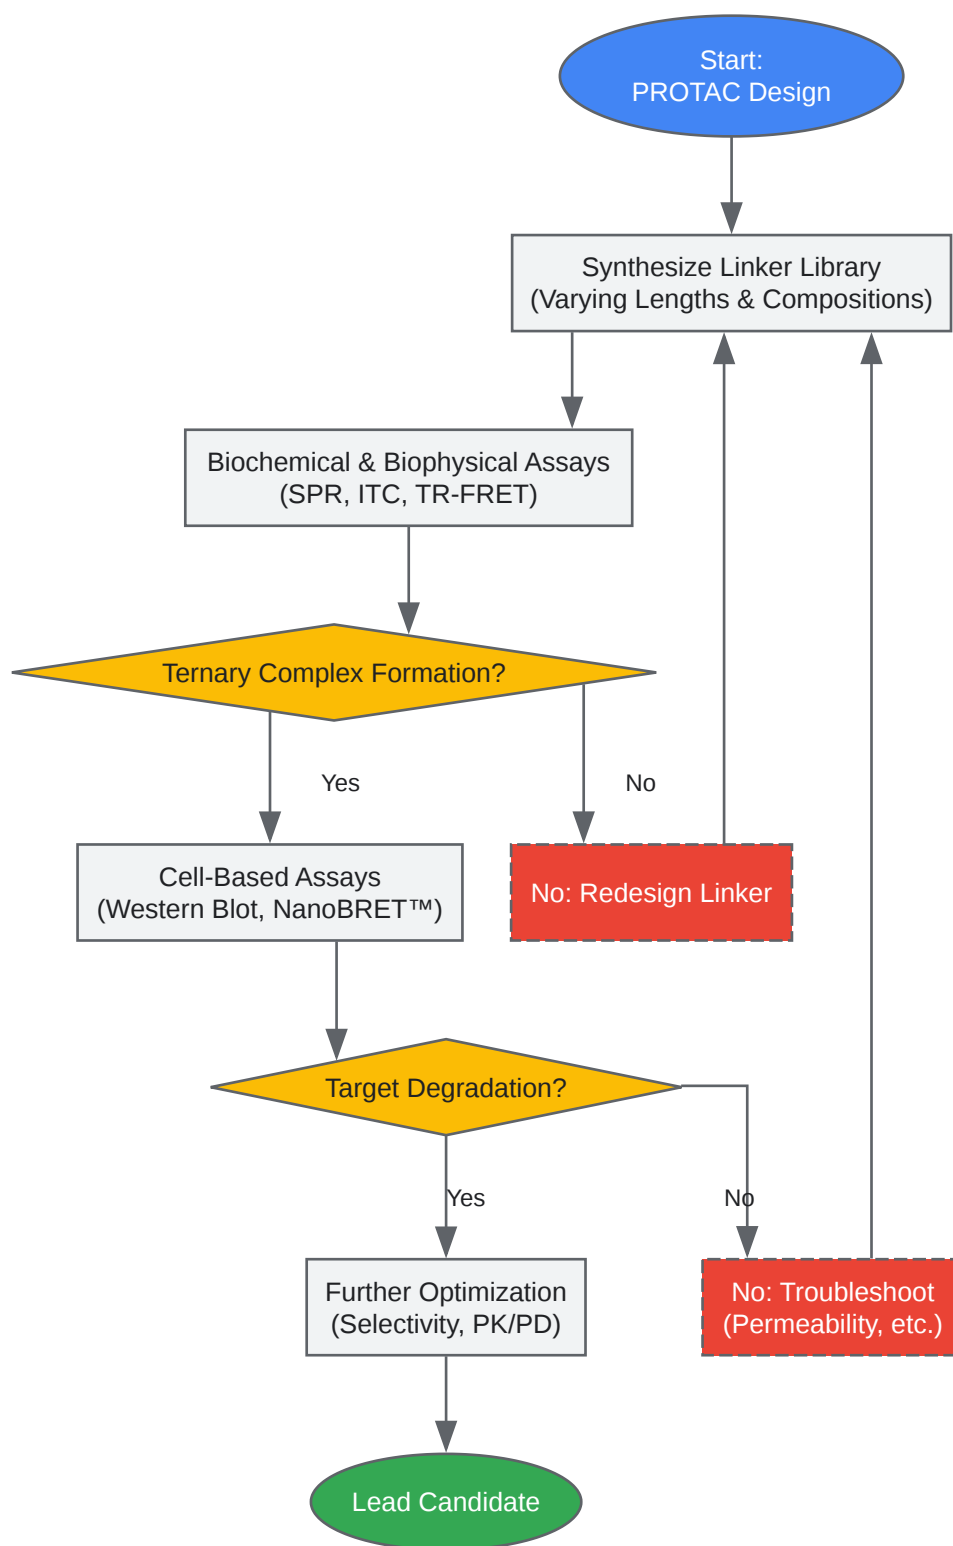 Start:
PROTAC Design
Synthesize Linker Library
(Varying Lengths & Compositions)
Biochemical & Biophysical Assays
(SPR, ITC, TR-FRET)
Ternary Complex Formation?
Yes
No
Cell-Based Assays
(Western Blot, NanoBRET™)
No: Redesign Linker
Target Degradation?
Yes
No
Further Optimization
(Selectivity, PK/PD)
No: Troubleshoot
(Permeability, etc.)
Lead Candidate